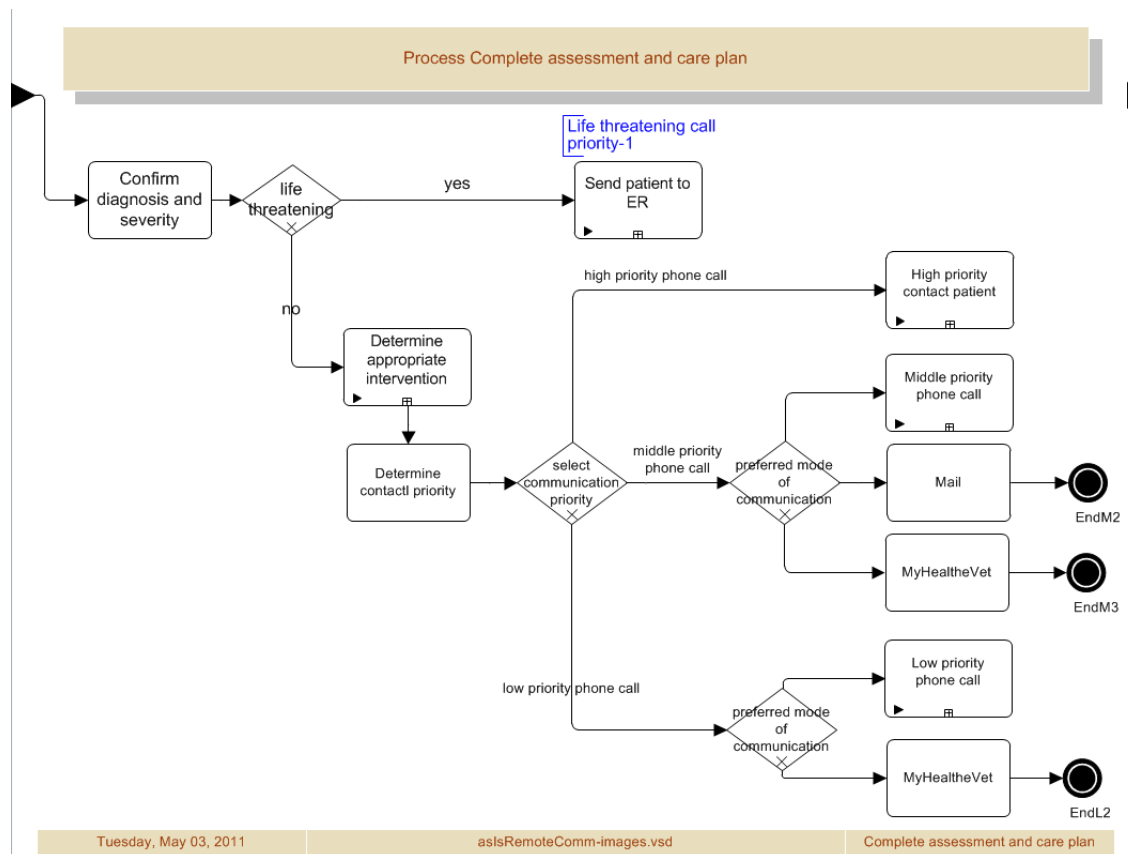 Process Complete assessment and care plan
Life threatening call
priority-1
Confirm
diagnosis and
severity
life
threatening
yes
Send patient to
ER
no
high priority phone call
High priority
contact patient
Determine
appropriate
intervention
Middle priority
phone call
Determine
contactl priority
select
communication
priority
middle priority
phone call
preferred mode
of
communication
Mail
EndM2
MyHealtheVet
EndM3
low priority phone call
Low priority
phone call
preferred mode
of
communication
MyHealtheVet
EndL2
Tuesday, May 03, 2011
asIsRemoteComm-images.vsd
Complete assessment and care plan